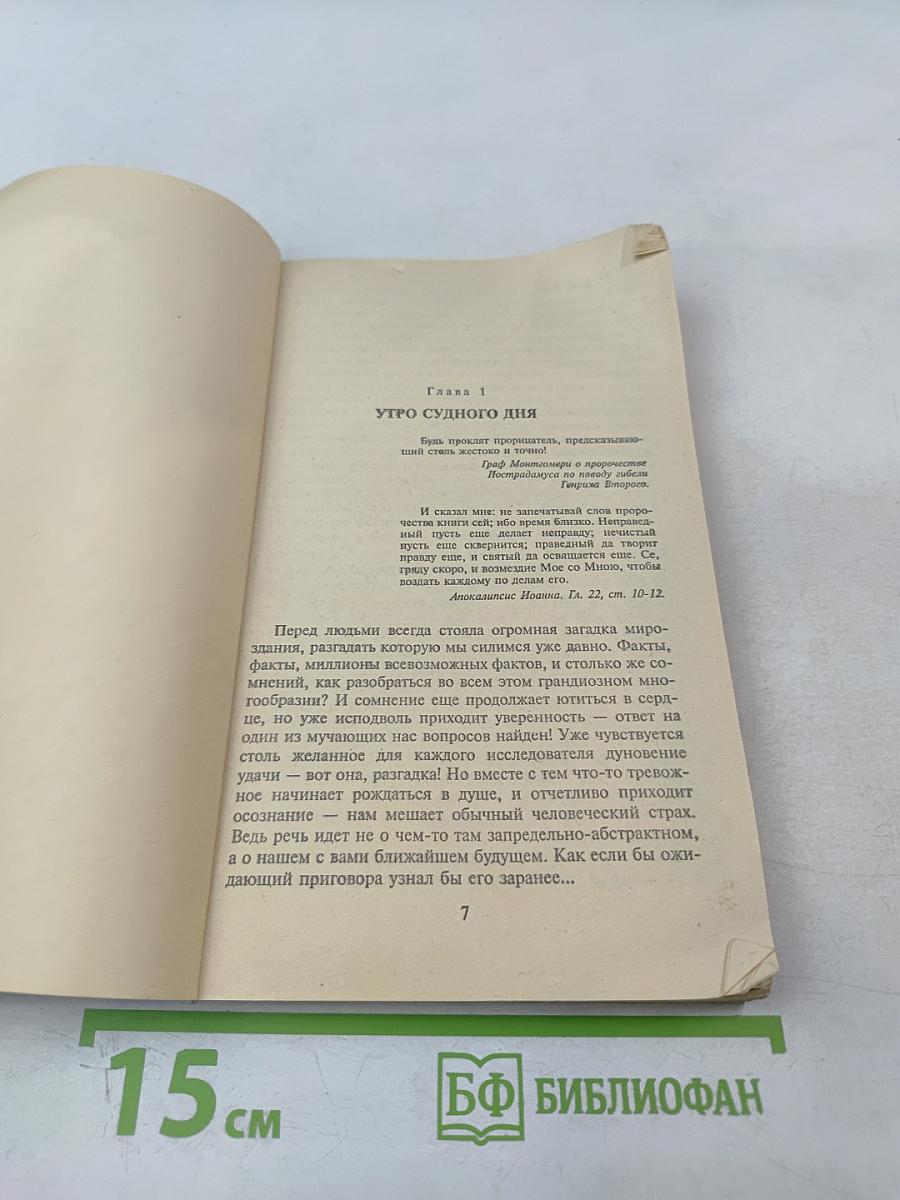 Глава 1
УТРО СУДНОГО ДНЯ
Будь проклят прорицатель, предсказываю-
щий столь жестоко и точно!
Граф Монтгомери о пророчестве
Нострадамуса по поводу гибели
Генриха Второго.
И сказал мне: не запечатывай слов проро-
чества книги сей; ибо время близко. Неправед-
ный пусть еще делает неправду; нечистый
пусть еще сквернится; праведный да творит
правду еще, и святый да освящается еще. Се,
гряду скоро, и возмездие Мое со Мною, чтобы
воздать каждому по делам его.
Апокалипсис Иоанна. Гл. 22, ст. 10-12.
Перед людьми всегда стояла огромная загадка миро-
здания, разгадать которую мы силимся уже давно. Факты,
факты, миллионы всевозможных фактов, и столько же со-
мнений, как разобраться во всем этом грандиозном мно-
гообразии? И сомнение еще продолжает ютиться в серд-
це, но уже исподволь приходит уверенность — ответ на
один из мучающих нас вопросов найден! Уже чувствуется
столь желанное для каждого исследователя дуновение
удачи — вот она, разгадка! Но вместе с тем что-то тревож-
ное начинает рождаться в душе, и отчетливо приходит
осознание — нам мешает обычный человеческий страх.
Ведь речь идет не о чем-то там запредельно-абстрактном,
а о нашем с вами ближайшем будущем. Как если бы ожи-
дающий приговора узнал бы его заранее...
7
15 см
БФ БИБЛИОФАН